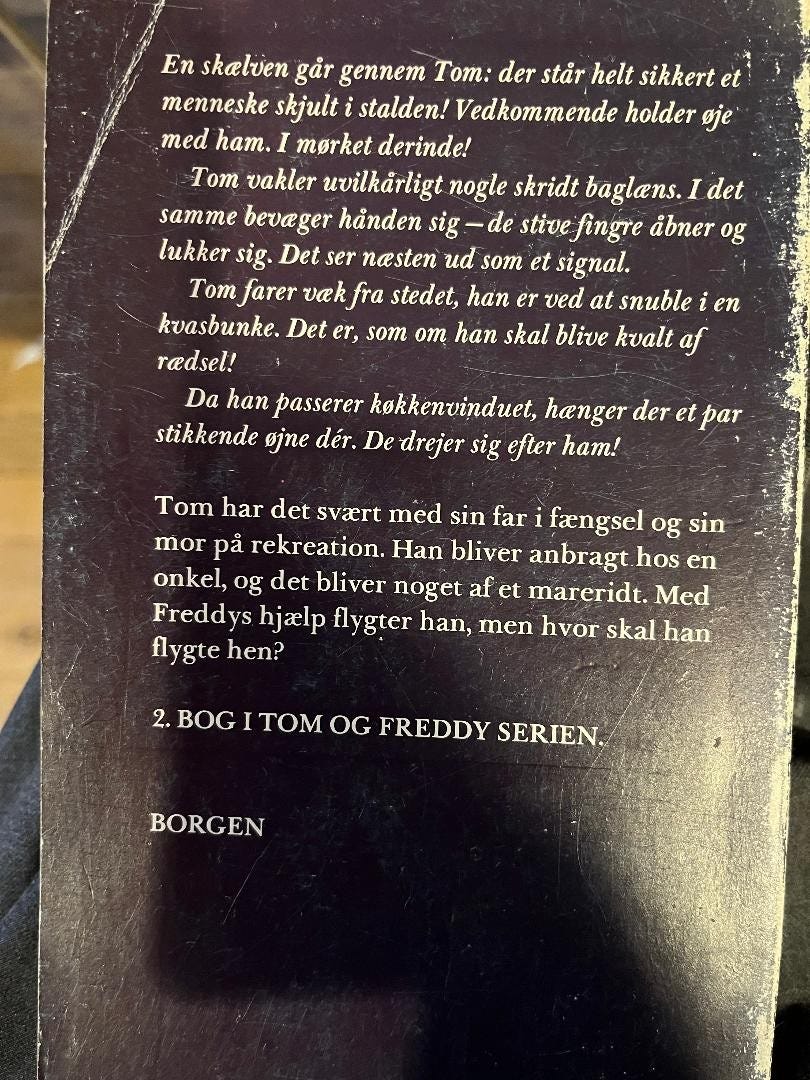 En skælven går gennem Tom: der står helt sikkert et
menneske skjult i stalden! Vedkommende holder øje
med ham. I mørket derinde!
Tom vakler uvilkårligt nogle skridt baglæns. I det
samme bevæger hånden sig – de stive fingre åbner og
lukker sig. Det ser næsten ud som et signal.
Tom farer væk fra stedet, han er ved at snuble i en
kvasbunke. Det er, som om han skal blive kvalt af
rædsel!
Da han passerer køkkenvinduet, hænger der et par
stikkende øjne dér. De drejer sig efter ham!
Tom har det svært med sin far i fængsel og sin
mor på rekreation. Han bliver anbragt hos en
onkel, og det bliver noget af et mareridt. Med
Freddys hjælp flygter han, men hvor skal han
flygte hen?
2. BOG I TOM OG FREDDY SERIEN.
BORGEN